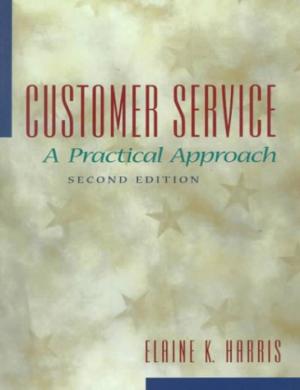 CUSTOMER SERVICE
A Practical Approach
SECOND EDITION
ELAINE K. HARRIS